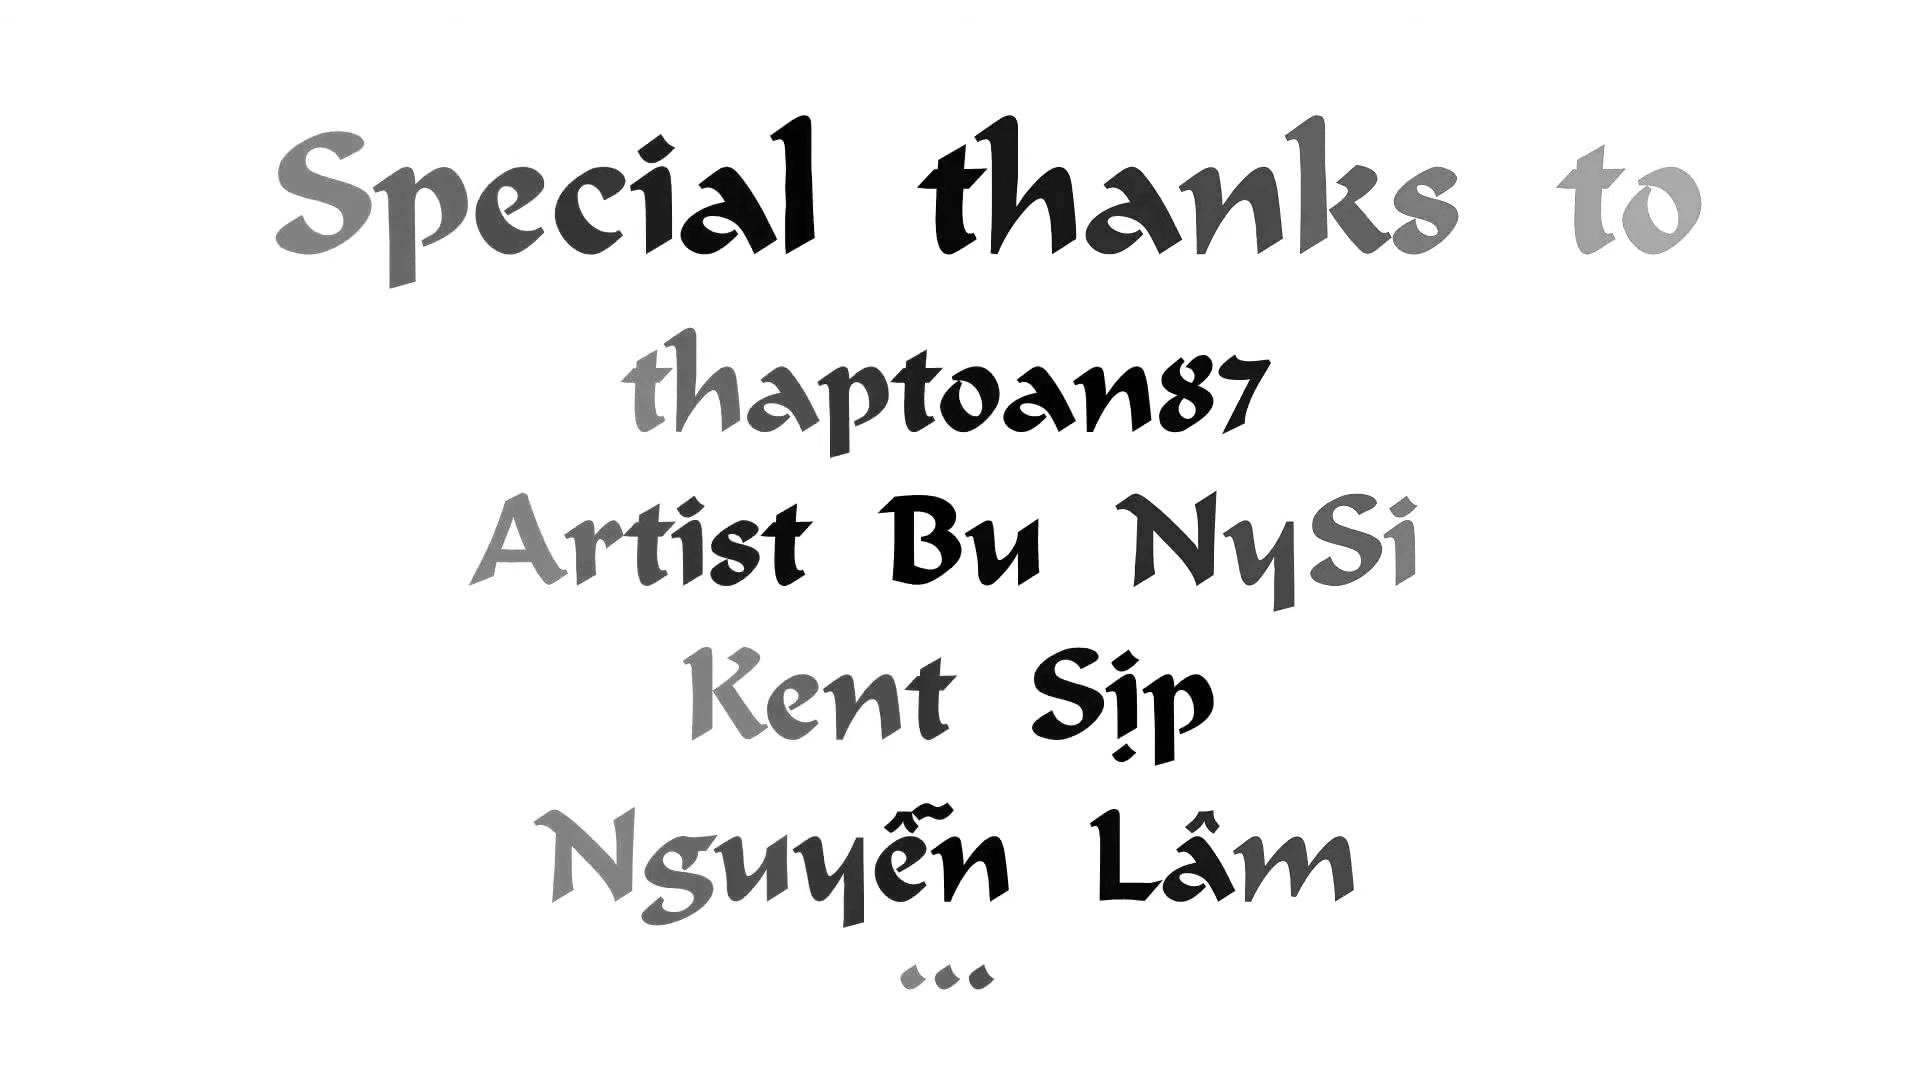 Special thanks to
thaptoan87
Artist Bu NySi
Kent Sịp
Nguyễn Lâm
...